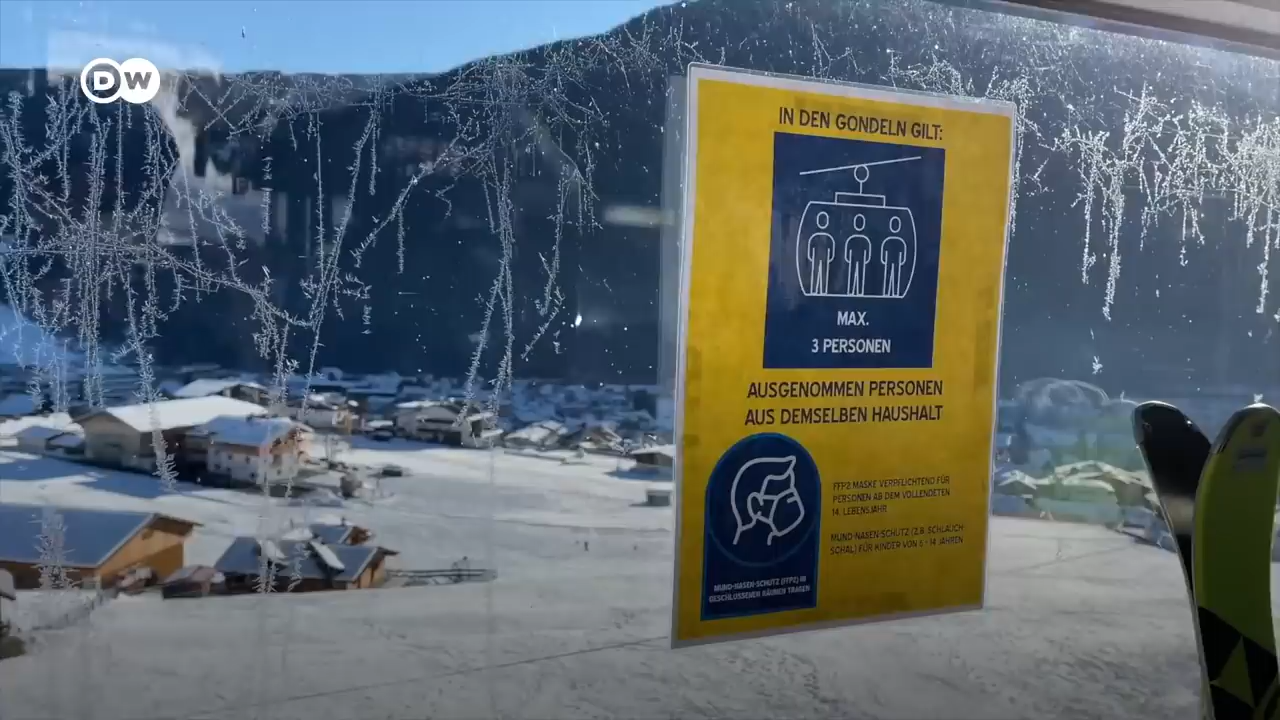 DW
IN DEN GONDELN GILT:
MAX.
3 PERSONEN
AUSGENOMMEN PERSONEN
AUS DEMSELBEN HAUSHALT
FFP2 MASKE VERPFLICHTEND FÜR
PERSONEN AB DEM VOLLENDETEN
14. LEBENSJAHR
MUND-NASEN-SCHUTZ (Z.B. SCHLAUCH-
SCHAL) FÜR KINDER VON 6 - 14 JAHREN
MUND-NASEN-SCHUTZ (FFP2) IN
GESCHLOSSENEN RÄUMEN TRAGEN